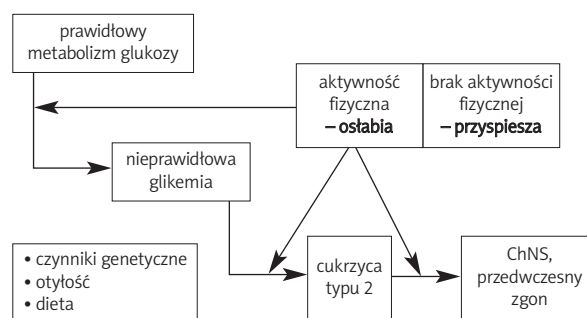 prawidłowy
metabolizm glukozy
aktywność
fizyczna
– osłabia
brak aktywności
fizycznej
– przyspiesza
nieprawidłowa
glikemia
• czynniki genetyczne
• otyłość
• dieta
cukrzyca
typu 2
ChNS,
przedwczesny
zgon